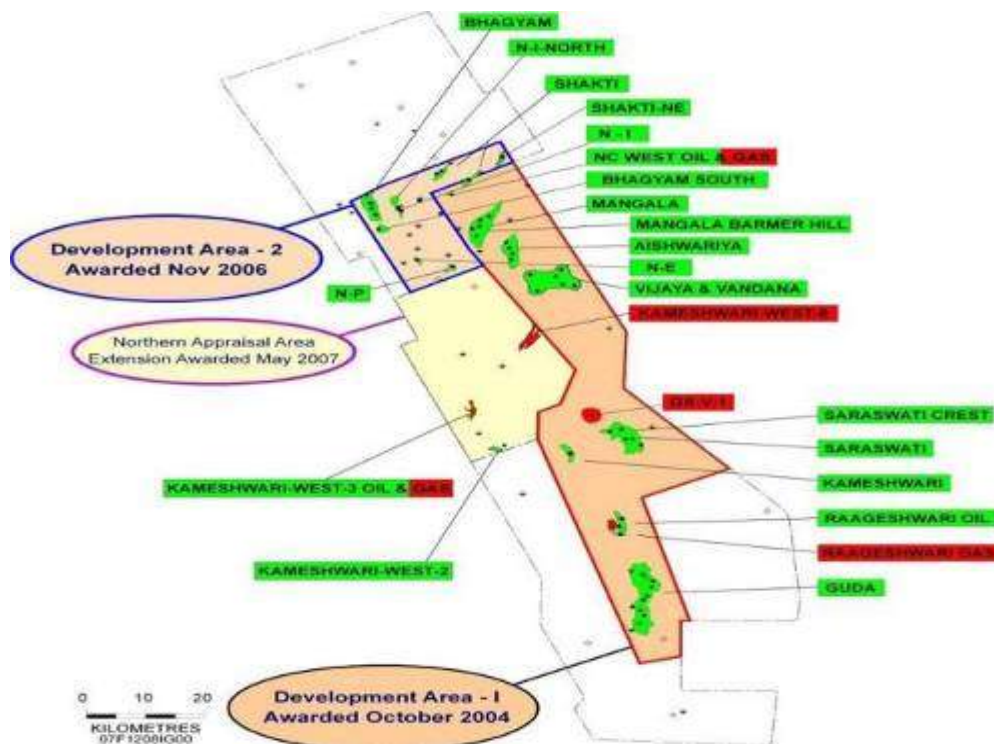 BHAGYAM
N-I-NORTH
SHAKTI
SHAKTI-NE
N - I
NC WEST OIL & GAS
BHAGYAM SOUTH
MANGALA
MANGALA BARMER HILL
AISHWARIYA
N-E
VIJAYA & VANDANA
KAMESHWARI-WEST-6
Development Area - 2
Awarded Nov 2006
N-P
Northern Appraisal Area
Extension Awarded May 2007
SARASWATI CREST
SARASWATI
KAMESHWARI
KAMESHWARI-WEST-3 OIL & GAS
RAAGESHWARI OIL
RAAGESHWARI GAS
KAMESHWARI-WEST-2
GUDA
Development Area - I
Awarded October 2004
0 10 20
KILOMETRES